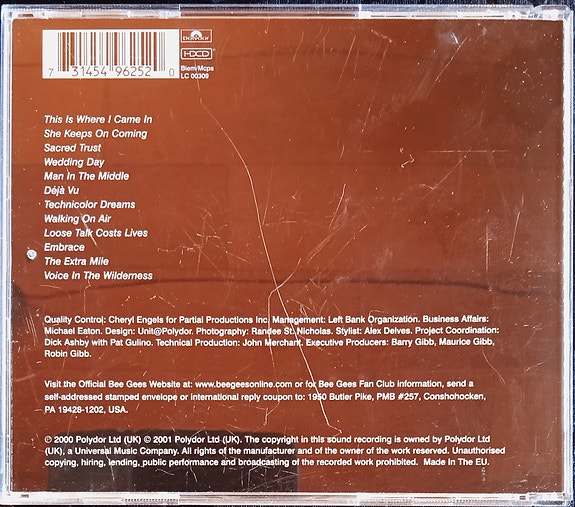 Polydor
HDCD
Biem/Mcps
LC 00309
7 31454 96252 0
This Is Where I Came In
She Keeps On Coming
Sacred Trust
Wedding Day
Man In The Middle
Déjà Vu
Technicolor Dreams
Walking On Air
Loose Talk Costs Lives
Embrace
The Extra Mile
Voice In The Wilderness
Quality Control: Cheryl Engels for Partial Productions Inc. Management: Left Bank Organization. Business Affairs:
Michael Eaton. Design: Unit@Polydor. Photography: Randee St. Nicholas. Stylist: Alex Delves. Project Coordination:
Dick Ashby with Pat Gulino. Technical Production: John Merchant. Executive Producers: Barry Gibb, Maurice Gibb,
Robin Gibb.
Visit the Official Bee Gees Website at: www.beegeesonline.com or for Bee Gees Fan Club information, send a
self-addressed stamped envelope or international reply coupon to: 1950 Butler Pike, PMB #257, Conshohocken,
PA 19428-1202, USA.
℗ 2000 Polydor Ltd (UK) © 2001 Polydor Ltd (UK). The copyright in this sound recording is owned by Polydor Ltd
(UK), a Universal Music Company. All rights of the manufacturer and of the owner of the work reserved. Unauthorised
copying, hiring, lending, public performance and broadcasting of the recorded work prohibited. Made In The EU.